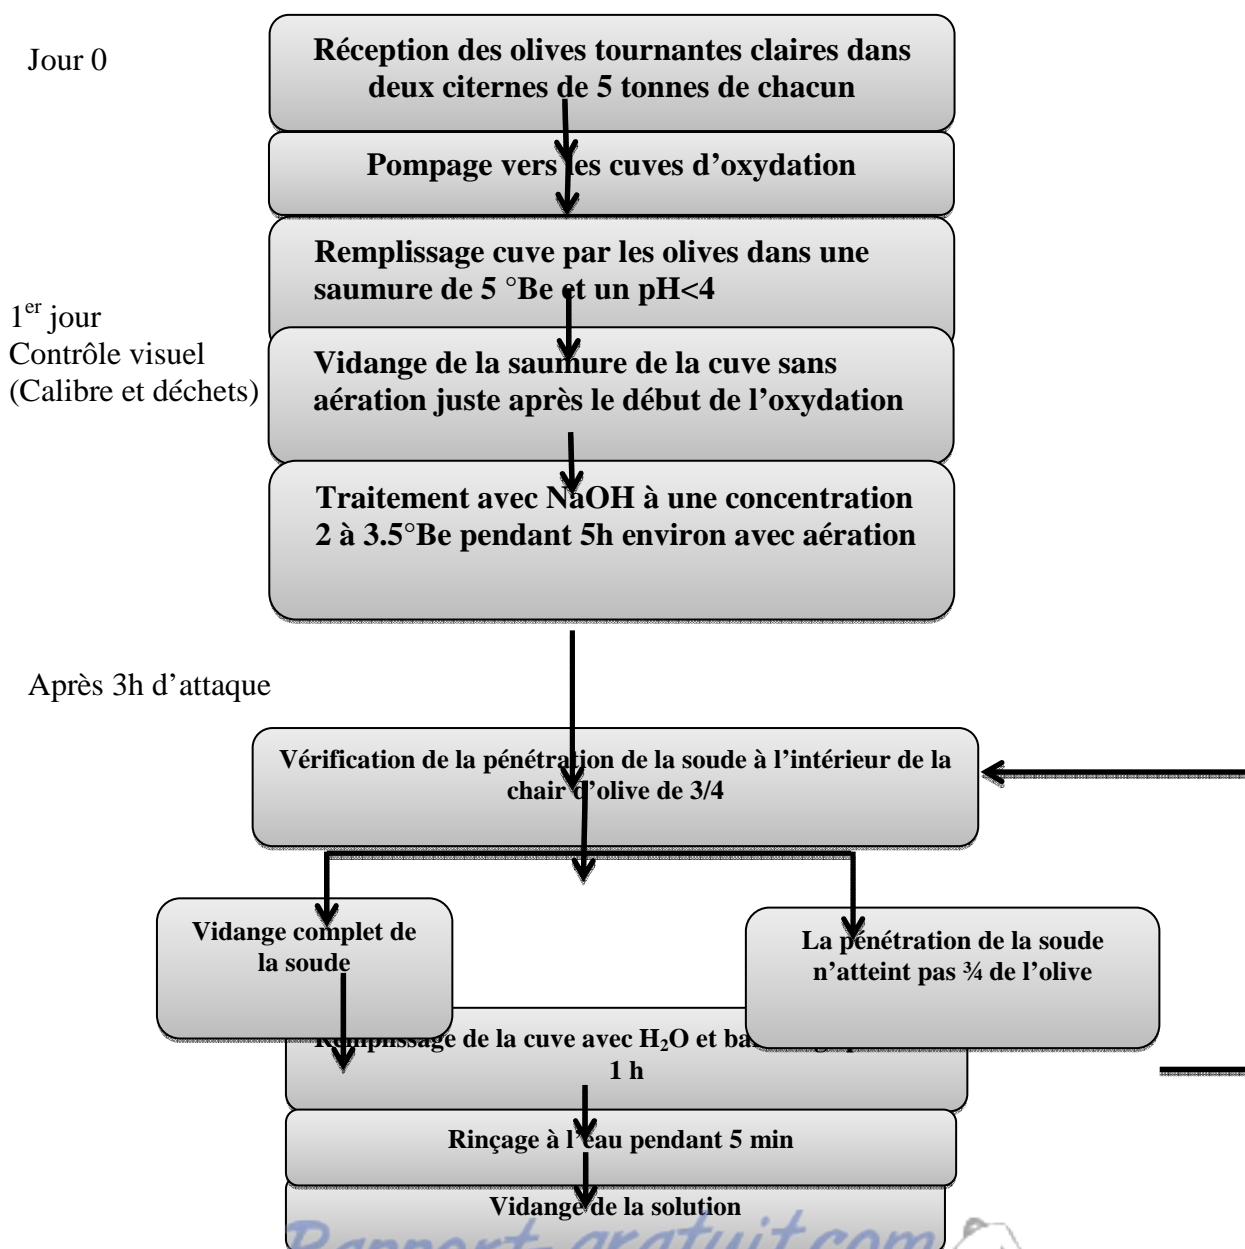 Jour 0
Réception des olives tournantes claires dans
deux citernes de 5 tonnes de chacun
Pompage vers les cuves d’oxydation
Remplissage cuve par les olives dans une
saumure de 5 °Be et un pH<4
1er jour
Contrôle visuel
(Calibre et déchets)
Vidange de la saumure de la cuve sans
aération juste après le début de l’oxydation
Traitement avec NaOH à une concentration
2 à 3.5°Be pendant 5h environ avec aération
Après 3h d’attaque
Vérification de la pénétration de la soude à l’intérieur de la
chair d’olive de 3/4
Vidange complet de
la soude
La pénétration de la soude
n’atteint pas ¾ de l’olive
Remplissage de la cuve avec H₂O et
1 h
Rinçage à l’eau pendant 5 min
Vidange de la solution
Rapport-gratuit.com